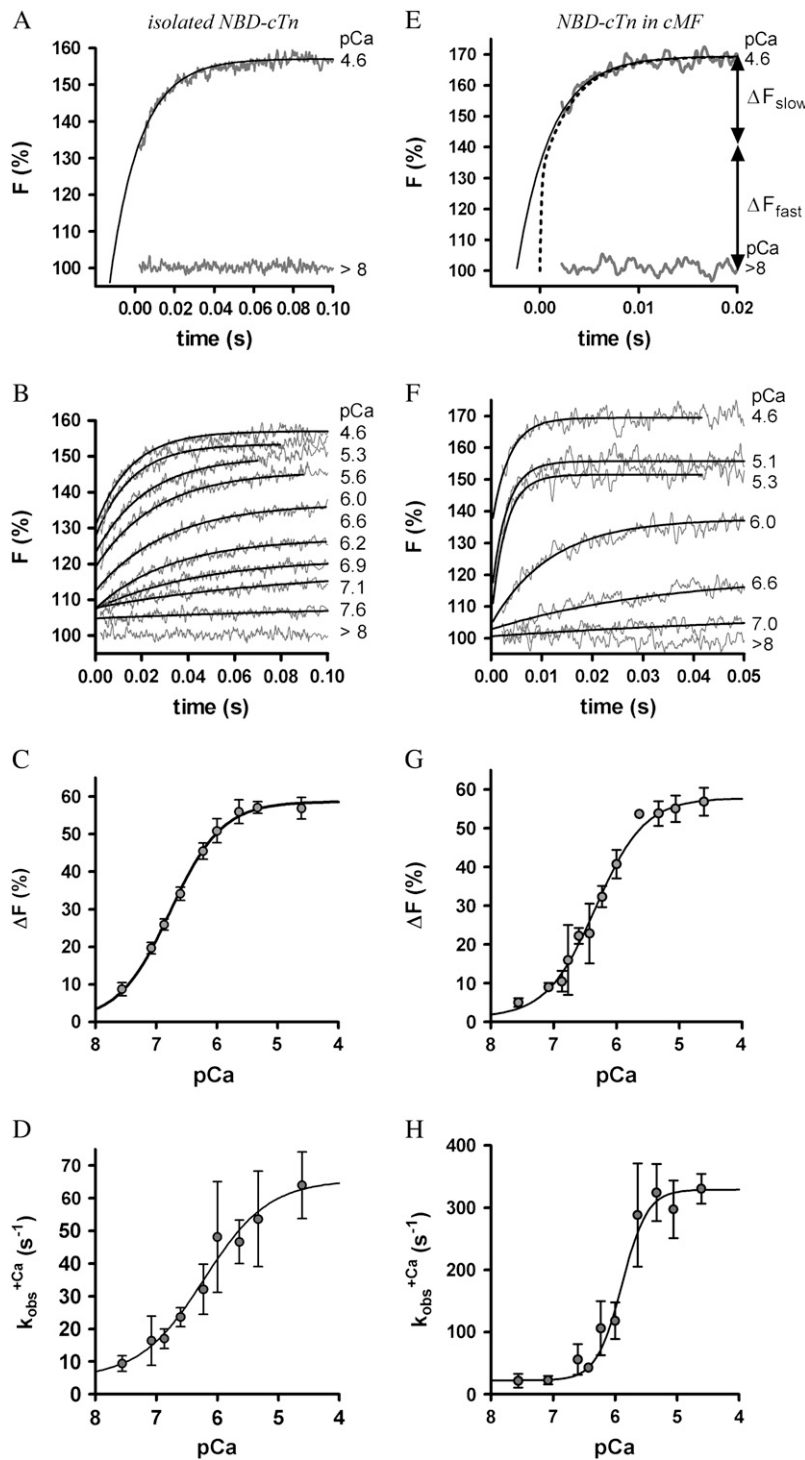 A
isolated NBD-cTn
F (%)
160
150
140
130
120
110
100
pCa
4.6
> 8
0.00 0.02 0.04 0.06 0.08 0.10
time (s)
E
NBD-cTn in cMF
F (%)
170
160
150
140
130
120
110
100
pCa
4.6
ΔFslow
ΔFfast
pCa
>8
0.00 0.01 0.02
time (s)
B
F (%)
160
150
140
130
120
110
100
pCa
4.6
5.3
5.6
6.0
6.6
6.2
6.9
7.1
7.6
> 8
0.00 0.02 0.04 0.06 0.08 0.10
time (s)
F
F (%)
170
160
150
140
130
120
110
100
pCa
4.6
5.1
5.3
6.0
6.6
7.0
>8
0.00 0.01 0.02 0.03 0.04 0.05
time (s)
C
ΔF (%)
60
50
40
30
20
10
0
8 7 6 5 4
pCa
G
ΔF (%)
60
50
40
30
20
10
0
8 7 6 5 4
pCa
D
kobs+Ca (s-1)
70
60
50
40
30
20
10
0
8 7 6 5 4
pCa
H
kobs+Ca (s-1)
400
300
200
100
0
8 7 6 5 4
pCa